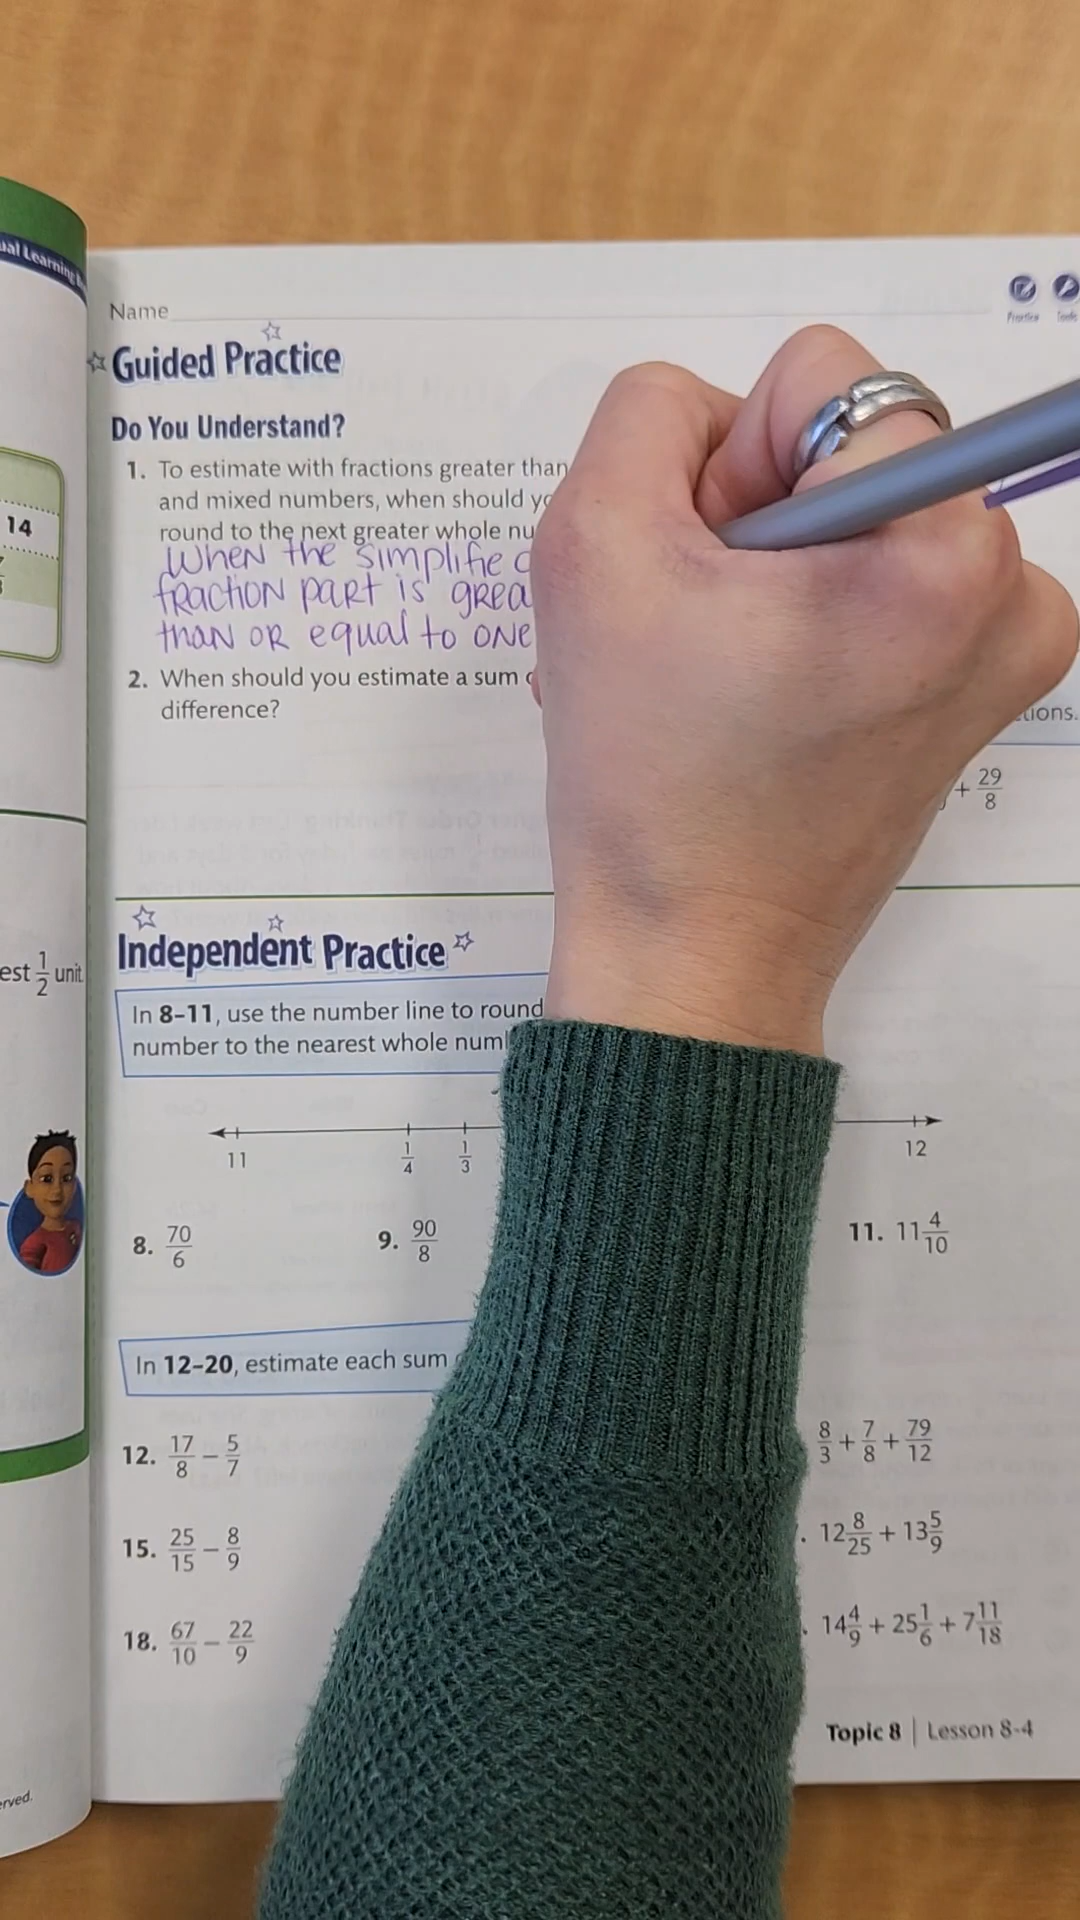 ual Learning
14
est 1/2 unit
erved.
Name
Practice Tools
Guided Practice
Do You Understand?
1. To estimate with fractions greater than
and mixed numbers, when should
round to the next greater whole
When the simplifie
fraction part is grea
than or equal to one
2. When should you estimate a sum
difference?
tions.
+ 29/8
Independent Practice
In 8–11, use the number line to round
number to the nearest whole
11 1/4 1/3 12
8. 70/6 9. 90/8 11. 11 4/10
In 12–20, estimate each sum
12. 17/8 − 5/7 8/3 + 7/8 + 79/12
15. 25/15 − 8/9 12 8/25 + 13 5/9
18. 67/10 − 22/9 14 4/9 + 25 1/6 + 7 11/18
Topic 8 | Lesson 8-4